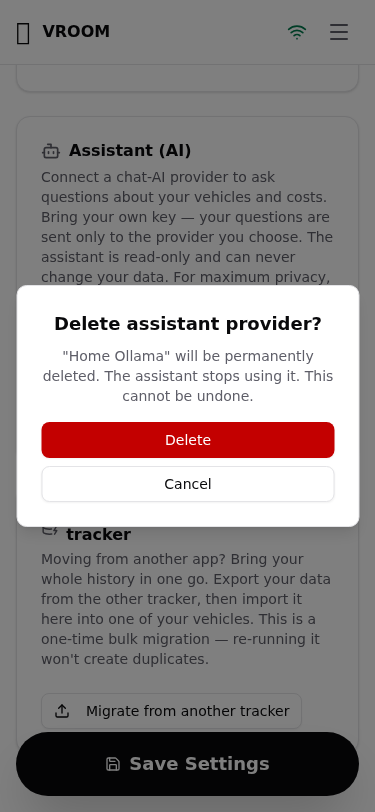 VROOM
Assistant (AI)
Connect a chat-AI provider to ask
questions about your vehicles and costs.
Bring your own key — your questions are
sent only to the provider you choose. The
assistant is read-only and can never
change your data. For maximum privacy,
Delete assistant provider?
"Home Ollama" will be permanently
deleted. The assistant stops using it. This
cannot be undone.
Delete
Cancel
tracker
Moving from another app? Bring your
whole history in one go. Export your data
from the other tracker, then import it
here into one of your vehicles. This is a
one-time bulk migration — re-running it
won't create duplicates.
Migrate from another tracker
Save Settings